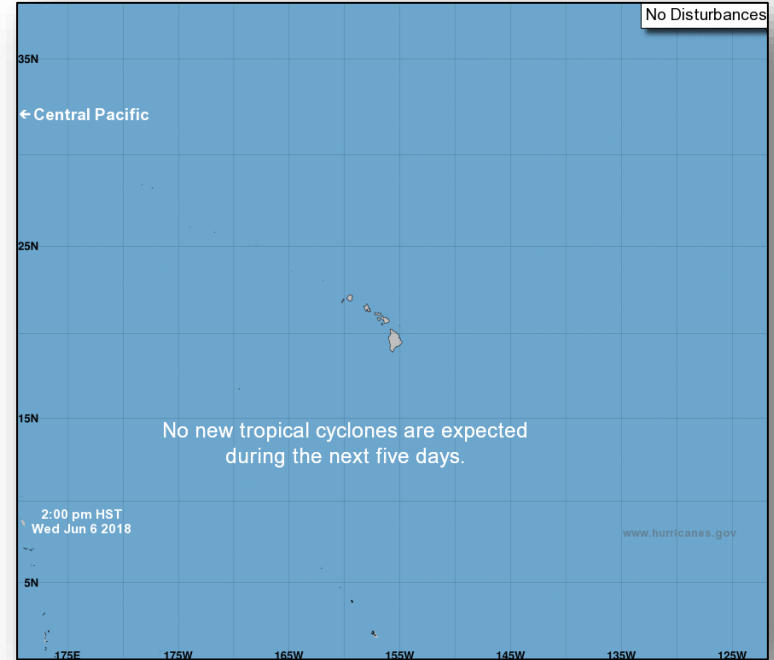 No Disturbances
35N
←Central Pacific
25N
15N
No new tropical cyclones are expected
during the next five days.
2:00 pm HST
Wed Jun 6 2018
www.hurricanes.gov
5N
175E 175W 165W 155W 145W 135W 125W